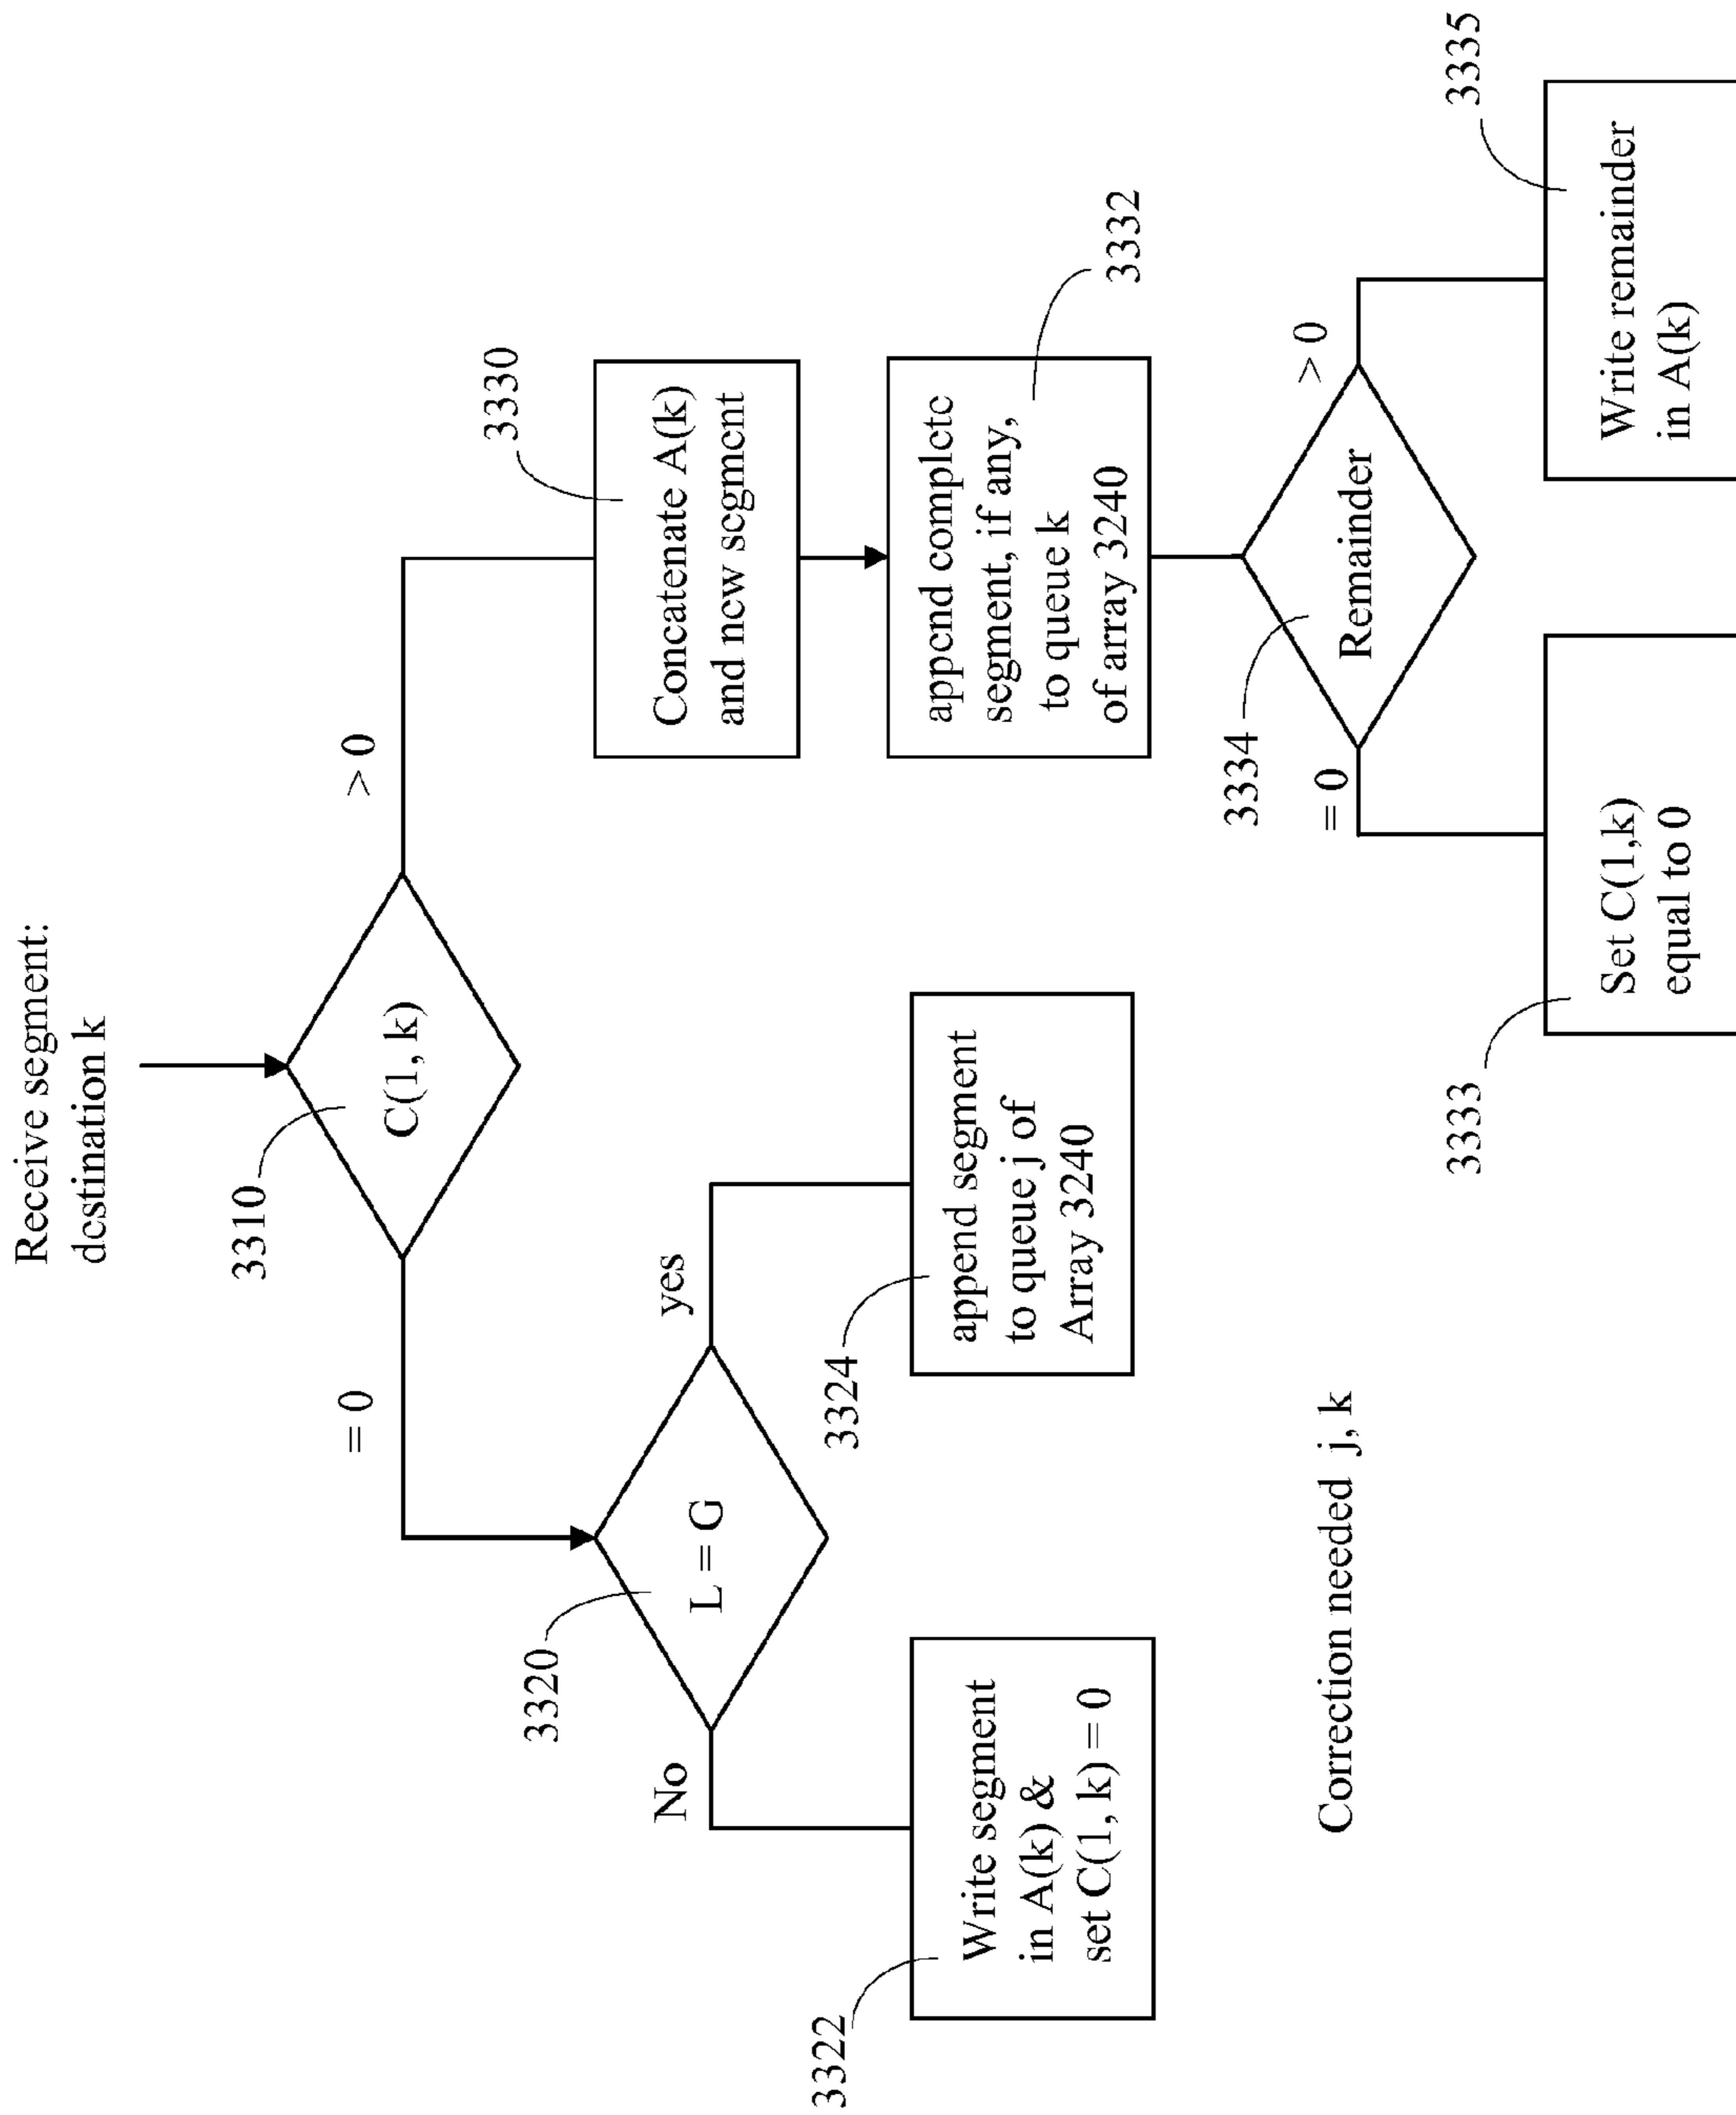 Receive segment:
destination k
3310
C(1, k)
= 0
> 0
3320
L = G
No
yes
3330
Concatenate A(k)
and new segment
3322
Write segment
in A(k) &
set C(1, k) = 0
3324
append segment
to queue j of
Array 3240
append complete
segment, if any,
to queue k
of array 3240
3332
3334
Remainder
= 0
> 0
Correction needed j, k
3333
Set C(1,k)
equal to 0
3335
Write remainder
in A(k)